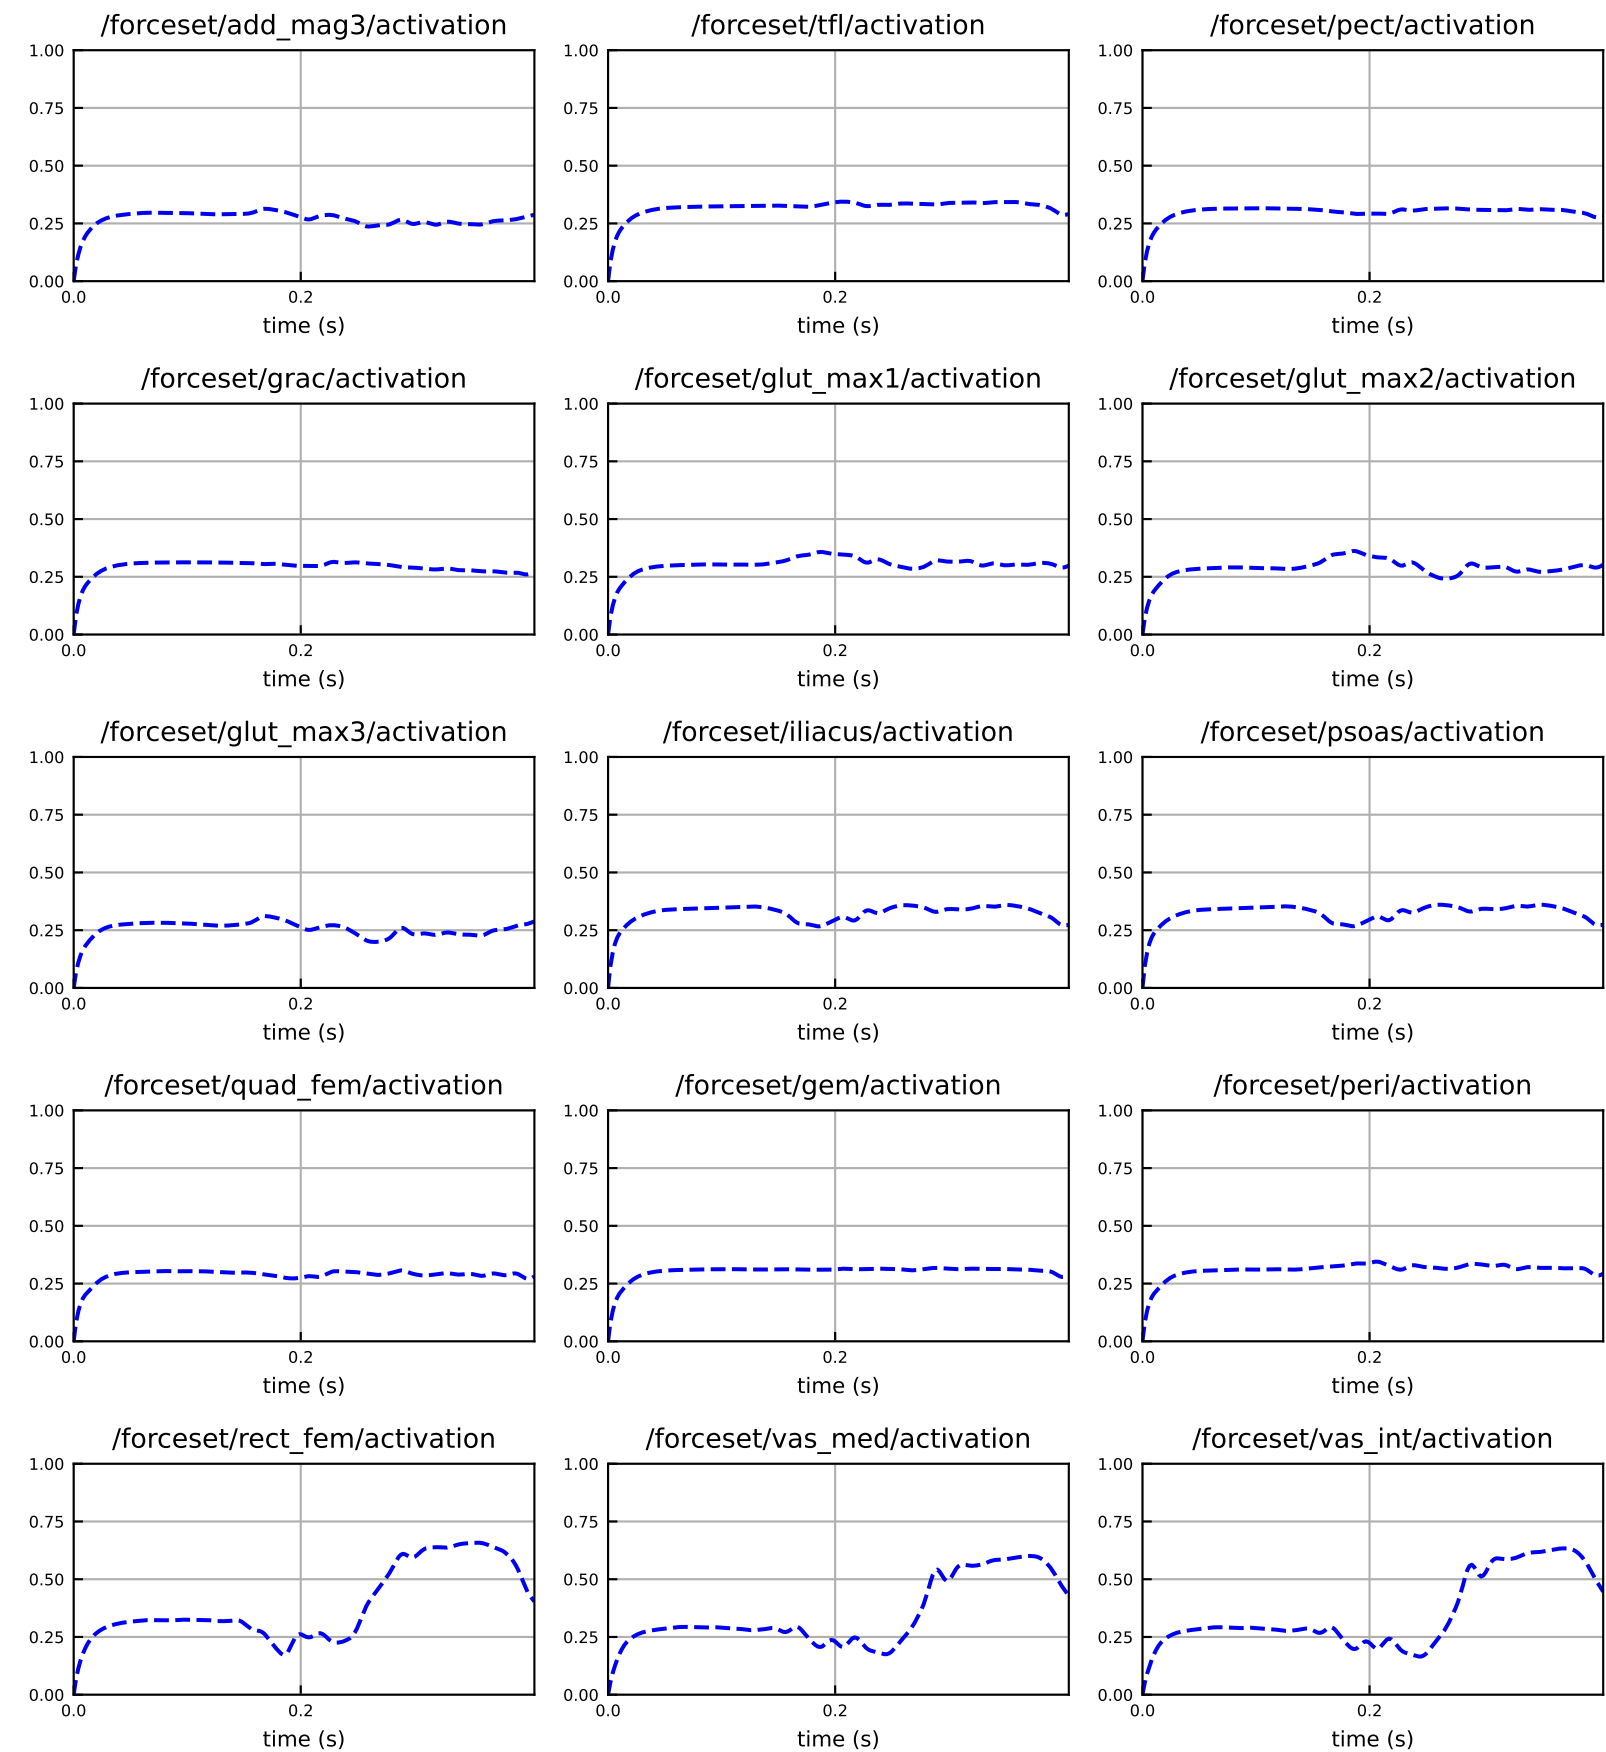 /forceset/add_mag3/activation /forceset/tfl/activation /forceset/pect/activation
1.00 1.00 1.00
0.75 0.75 0.75
0.50 0.50 0.50
0.25 0.25 0.25
0.00 0.00 0.00
0.0 0.2 0.0 0.2 0.0 0.2
time (s) time (s) time (s)
/forceset/grac/activation /forceset/glut_max1/activation /forceset/glut_max2/activation
1.00 1.00 1.00
0.75 0.75 0.75
0.50 0.50 0.50
0.25 0.25 0.25
0.00 0.00 0.00
0.0 0.2 0.0 0.2 0.0 0.2
time (s) time (s) time (s)
/forceset/glut_max3/activation /forceset/iliacus/activation /forceset/psoas/activation
1.00 1.00 1.00
0.75 0.75 0.75
0.50 0.50 0.50
0.25 0.25 0.25
0.00 0.00 0.00
0.0 0.2 0.0 0.2 0.0 0.2
time (s) time (s) time (s)
/forceset/quad_fem/activation /forceset/gem/activation /forceset/peri/activation
1.00 1.00 1.00
0.75 0.75 0.75
0.50 0.50 0.50
0.25 0.25 0.25
0.00 0.00 0.00
0.0 0.2 0.0 0.2 0.0 0.2
time (s) time (s) time (s)
/forceset/rect_fem/activation /forceset/vas_med/activation /forceset/vas_int/activation
1.00 1.00 1.00
0.75 0.75 0.75
0.50 0.50 0.50
0.25 0.25 0.25
0.00 0.00 0.00
0.0 0.2 0.0 0.2 0.0 0.2
time (s) time (s) time (s)